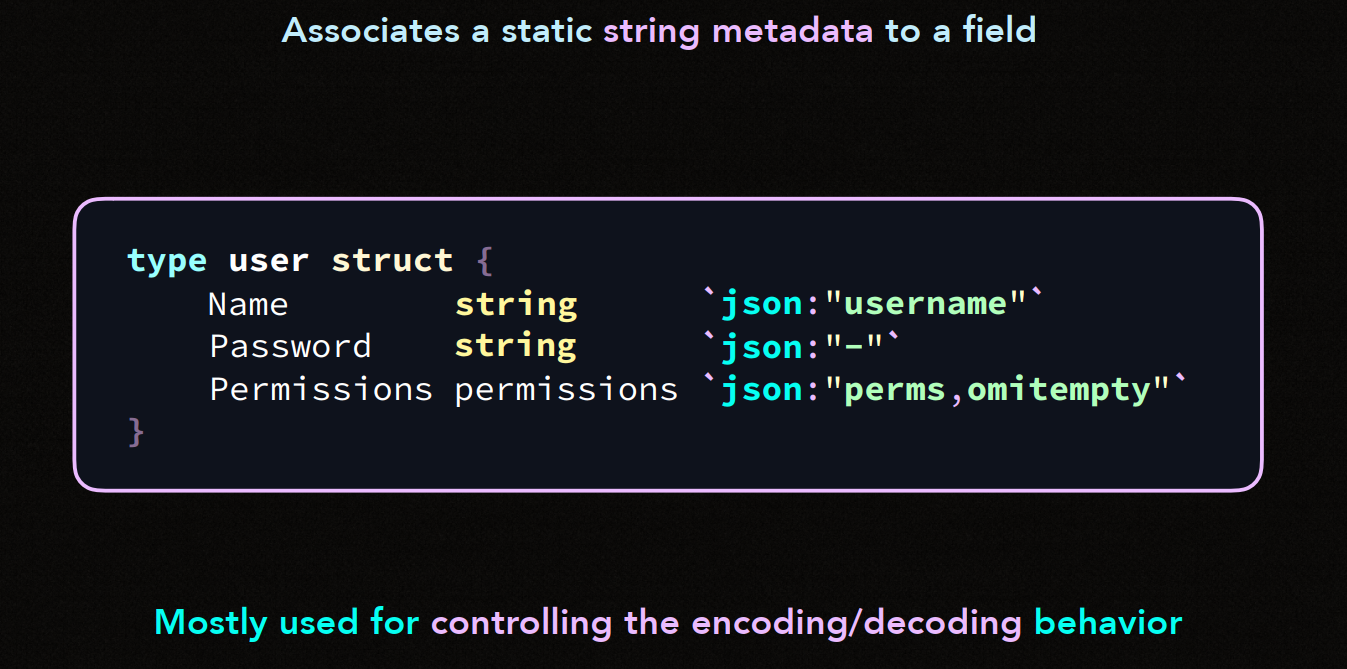 Associates a static string metadata to a field
type user struct {
    Name        string      `json:"username"`
    Password    string      `json:"-"`
    Permissions permissions `json:"perms,omitempty"`
}
Mostly used for controlling the encoding/decoding behavior